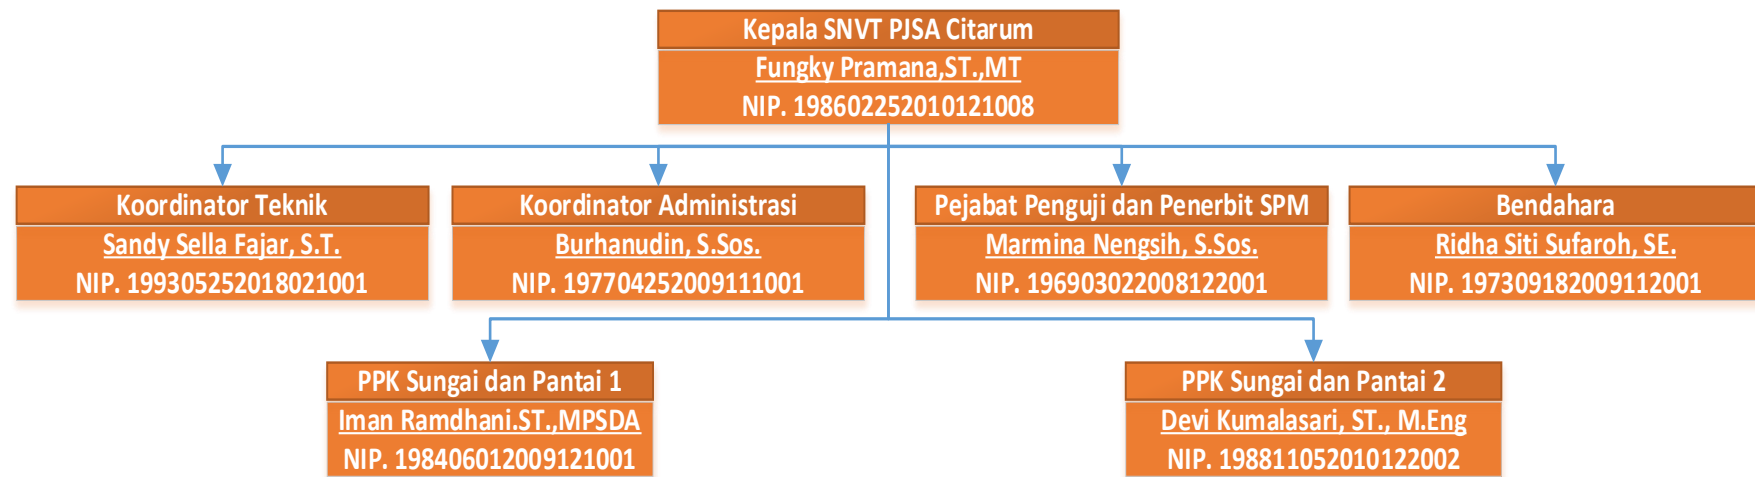 Kepala SNVT PJSA Citarum
Fungky Pramana,ST.,MT
NIP. 198602252010121008
Koordinator Teknik
Sandy Sella Fajar, S.T.
NIP. 199305252018021001
Koordinator Administrasi
Burhanudin, S.Sos.
NIP. 197704252009111001
Pejabat Penguji dan Penerbit SPM
Marmina Nengsih, S.Sos.
NIP. 196903022008122001
Bendahara
Ridha Siti Sufaroh, SE.
NIP. 197309182009112001
PPK Sungai dan Pantai 1
Iman Ramdhani.ST.,MPSDA
NIP. 198406012009121001
PPK Sungai dan Pantai 2
Devi Kumalasari, ST., M.Eng
NIP. 198811052010122002